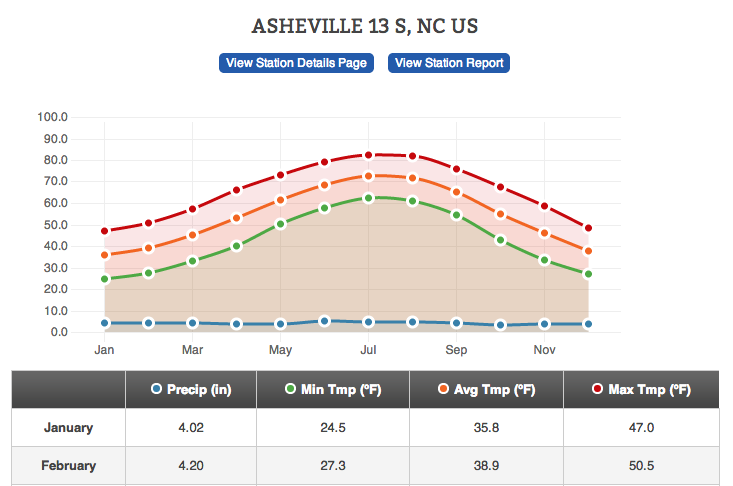 ASHEVILLE 13 S, NC US
View Station Details Page View Station Report
100.0
90.0
80.0
70.0
60.0
50.0
40.0
30.0
20.0
10.0
0.0
Jan Mar May Jul Sep Nov
Precip (in) Min Tmp (°F) Avg Tmp (°F) Max Tmp (°F)
January 4.02 24.5 35.8 47.0
February 4.20 27.3 38.9 50.5